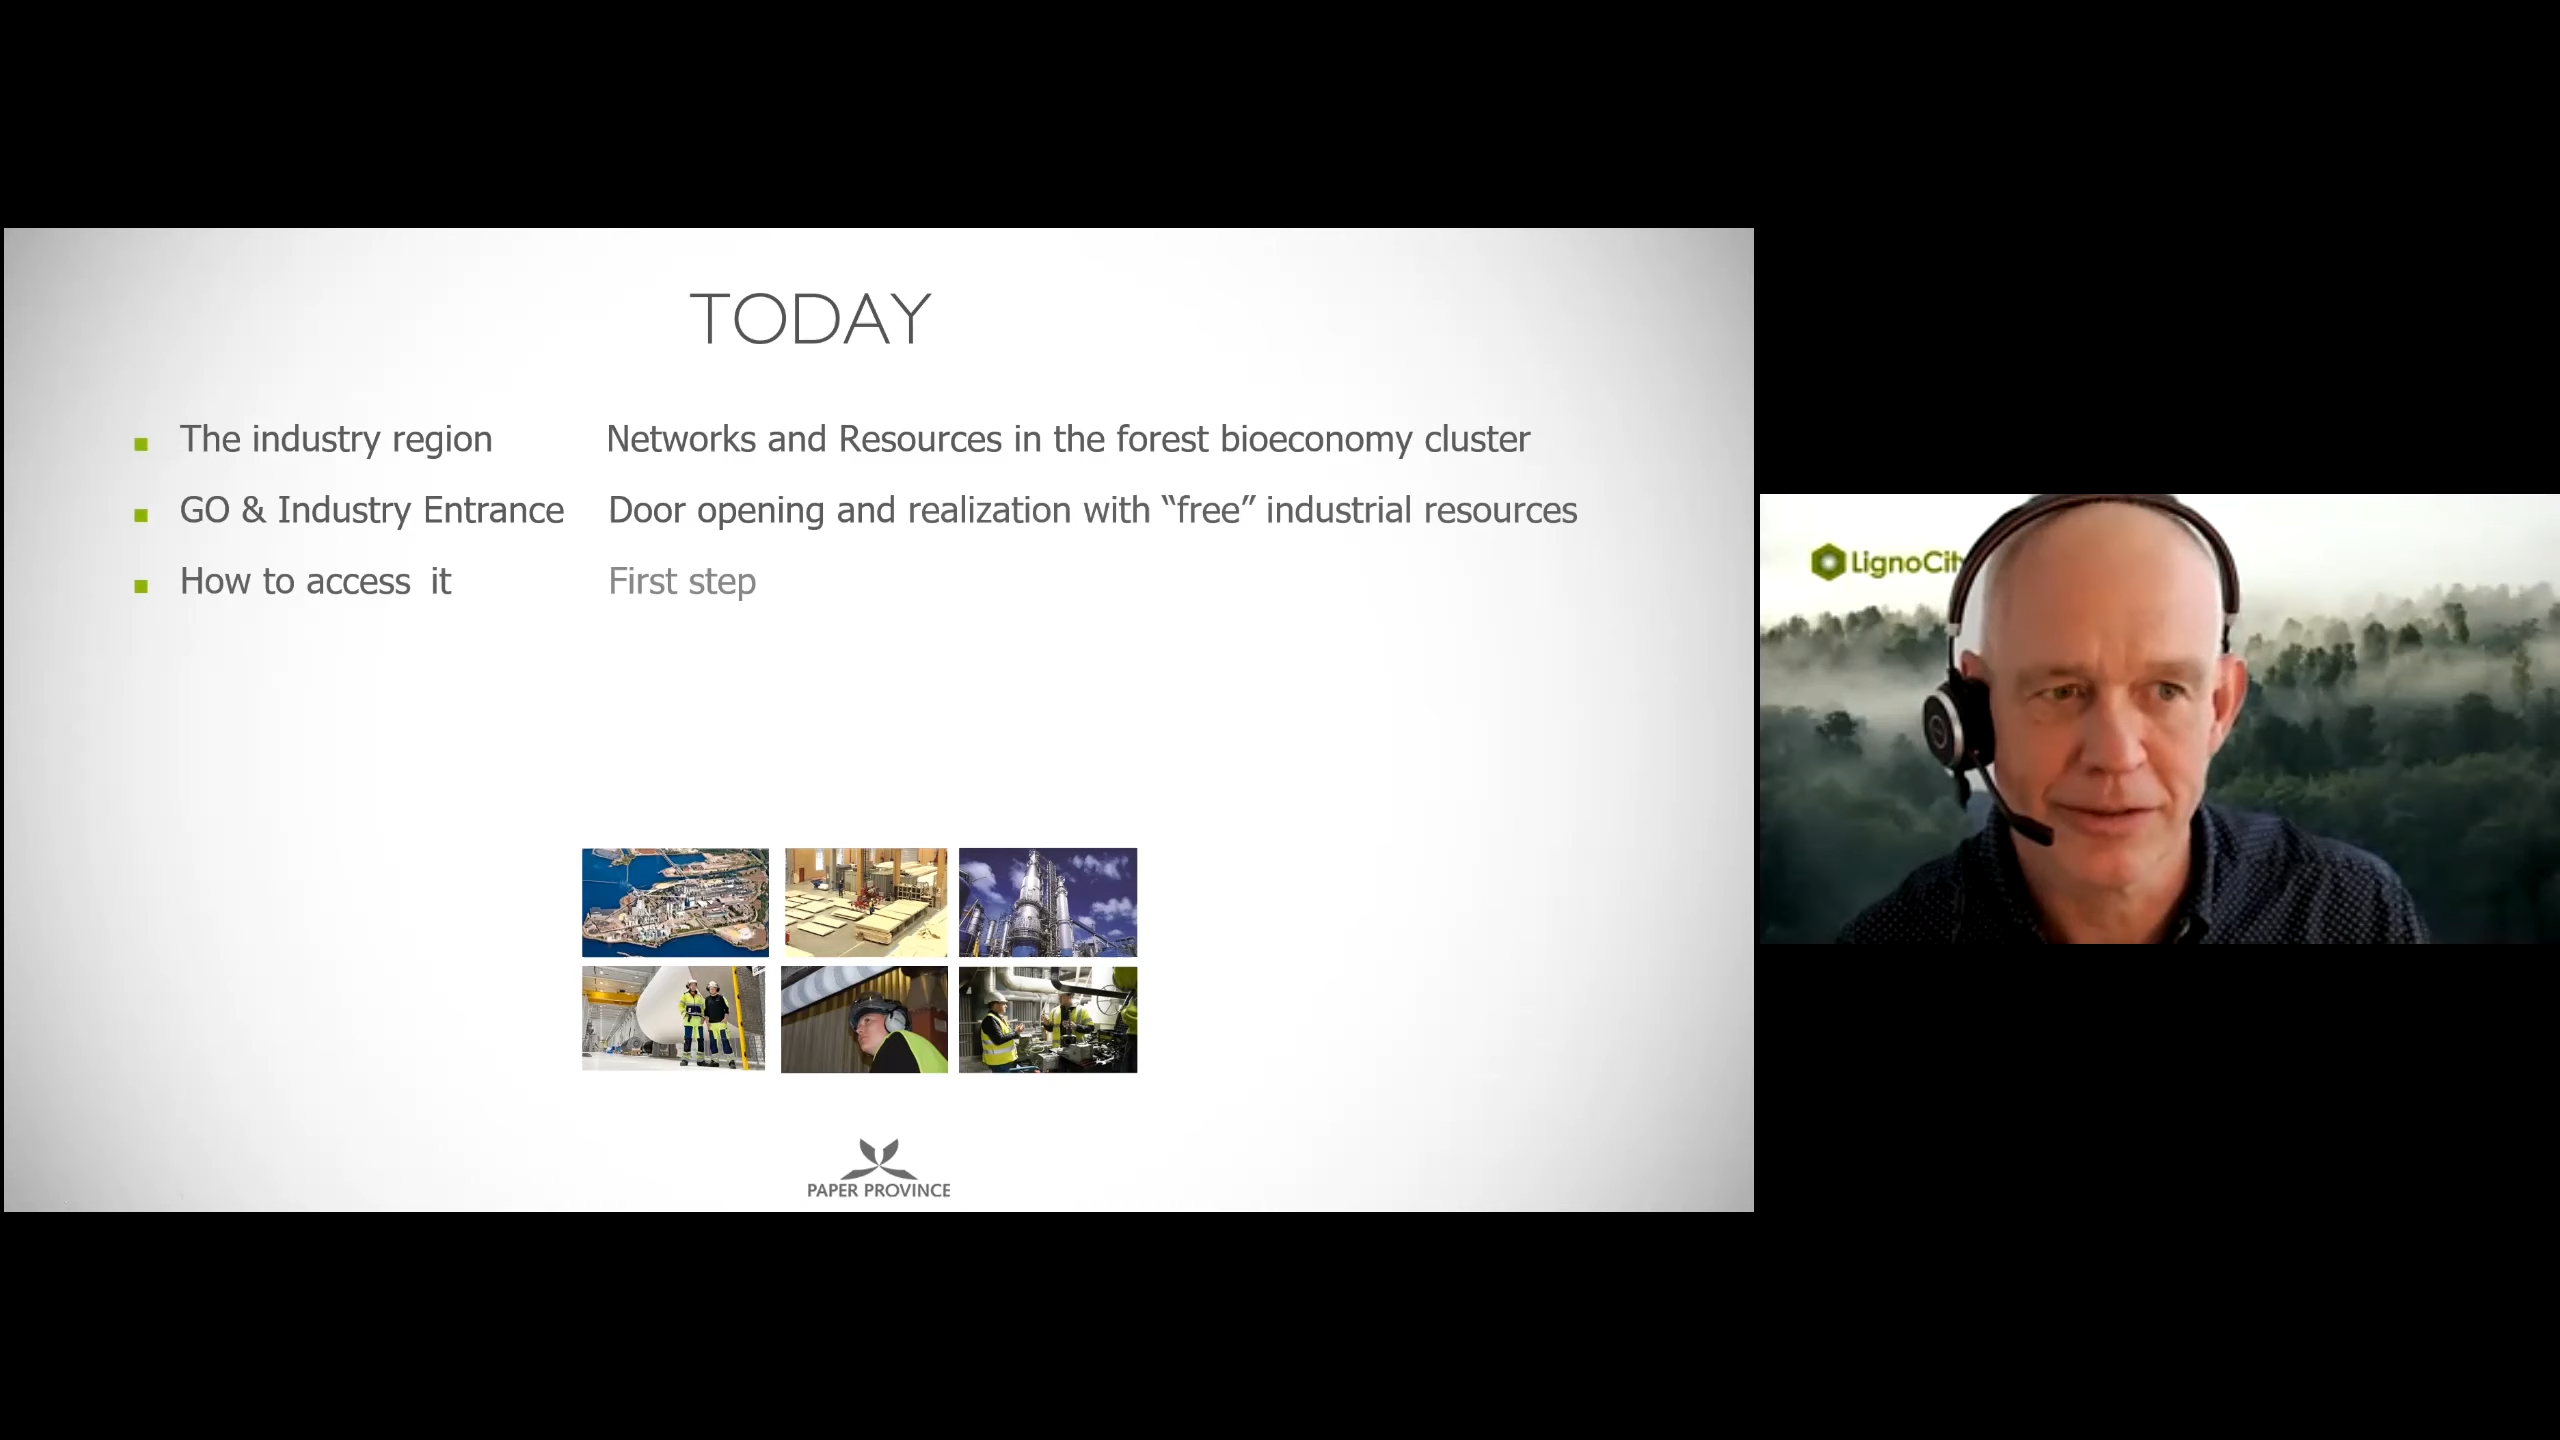 TODAY
The industry region Networks and Resources in the forest bioeconomy cluster
GO & Industry Entrance Door opening and realization with “free” industrial resources
How to access it First step
PAPER PROVINCE
LignoCity